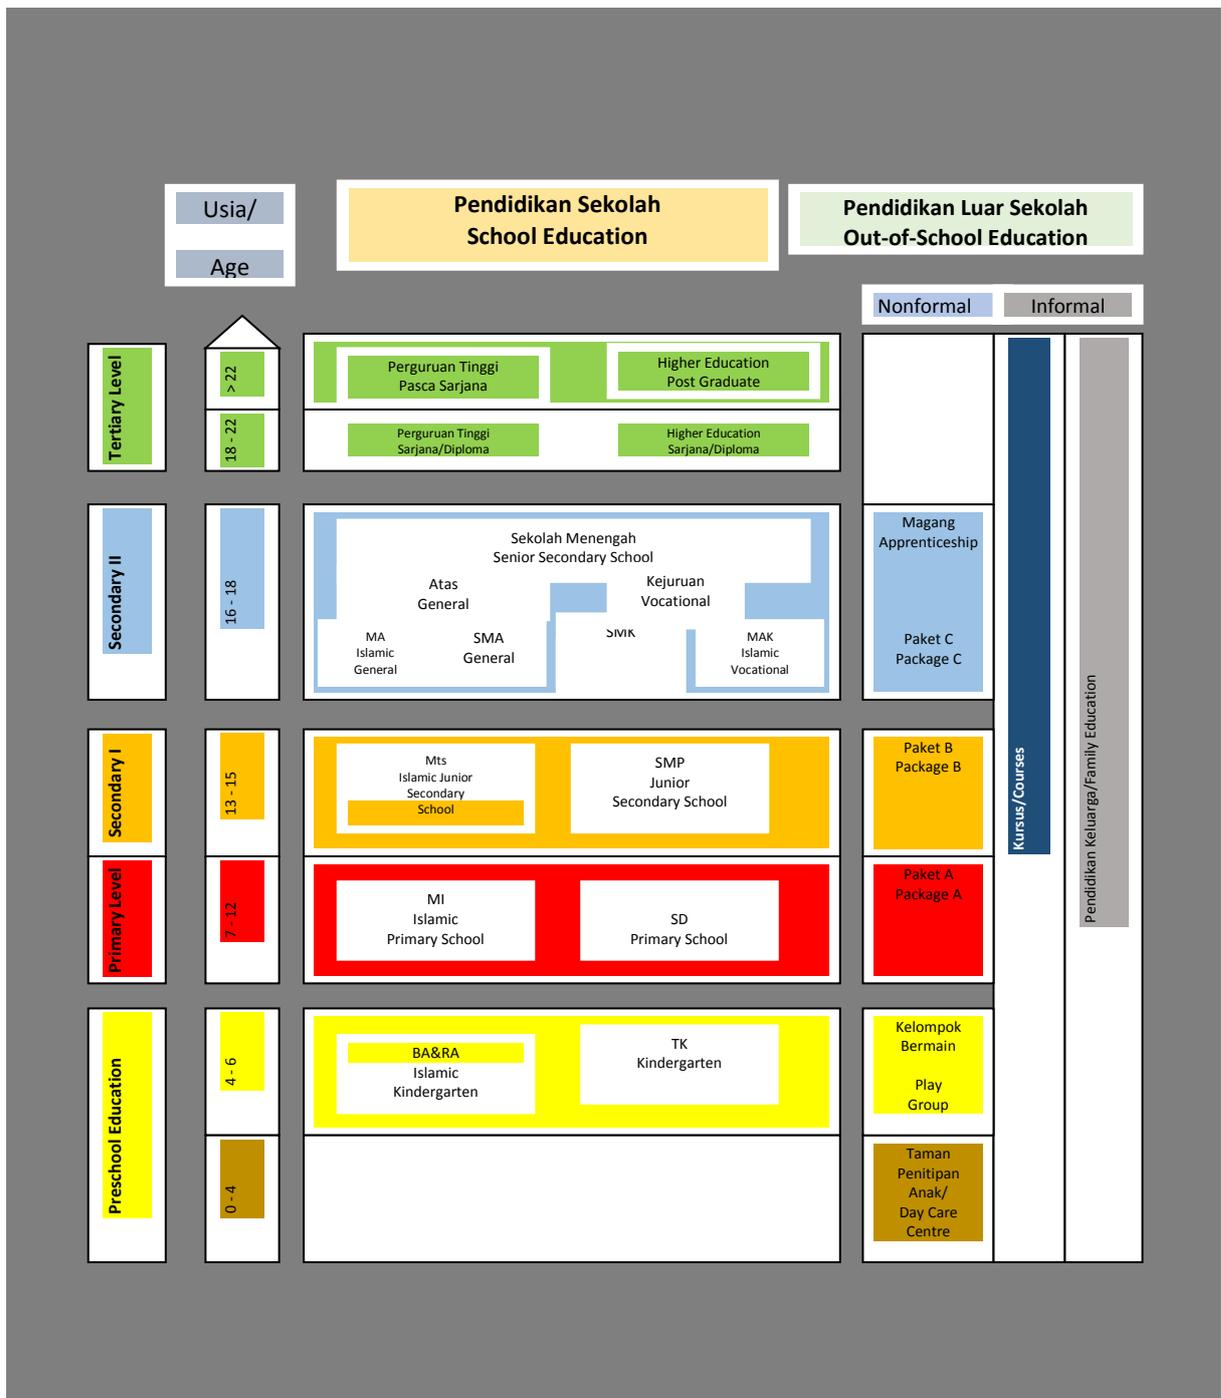 Usia/
Age
Pendidikan Sekolah
School Education
Pendidikan Luar Sekolah
Out-of-School Education
Nonformal
Informal
Tertiary Level
> 22
Perguruan Tinggi
Pasca Sarjana
Higher Education
Post Graduate
18 - 22
Perguruan Tinggi
Sarjana/Diploma
Higher Education
Sarjana/Diploma
Secondary II
16 - 18
Sekolah Menengah
Senior Secondary School
Atas
General
Kejuruan
Vocational
MA
Islamic
General
SMA
General
SMK
MAK
Islamic
Vocational
Magang
Apprenticeship
Paket C
Package C
Secondary I
13 - 15
Mts
Islamic Junior
Secondary
School
SMP
Junior
Secondary School
Paket B
Package B
Primary Level
7 - 12
MI
Islamic
Primary School
SD
Primary School
Paket A
Package A
Preschool Education
4 - 6
BA&RA
Islamic
Kindergarten
TK
Kindergarten
Kelompok
Bermain
Play
Group
0 - 4
Taman
Penitipan
Anak/
Day Care
Centre
Kursus/Courses
Pendidikan Keluarga/Family Education